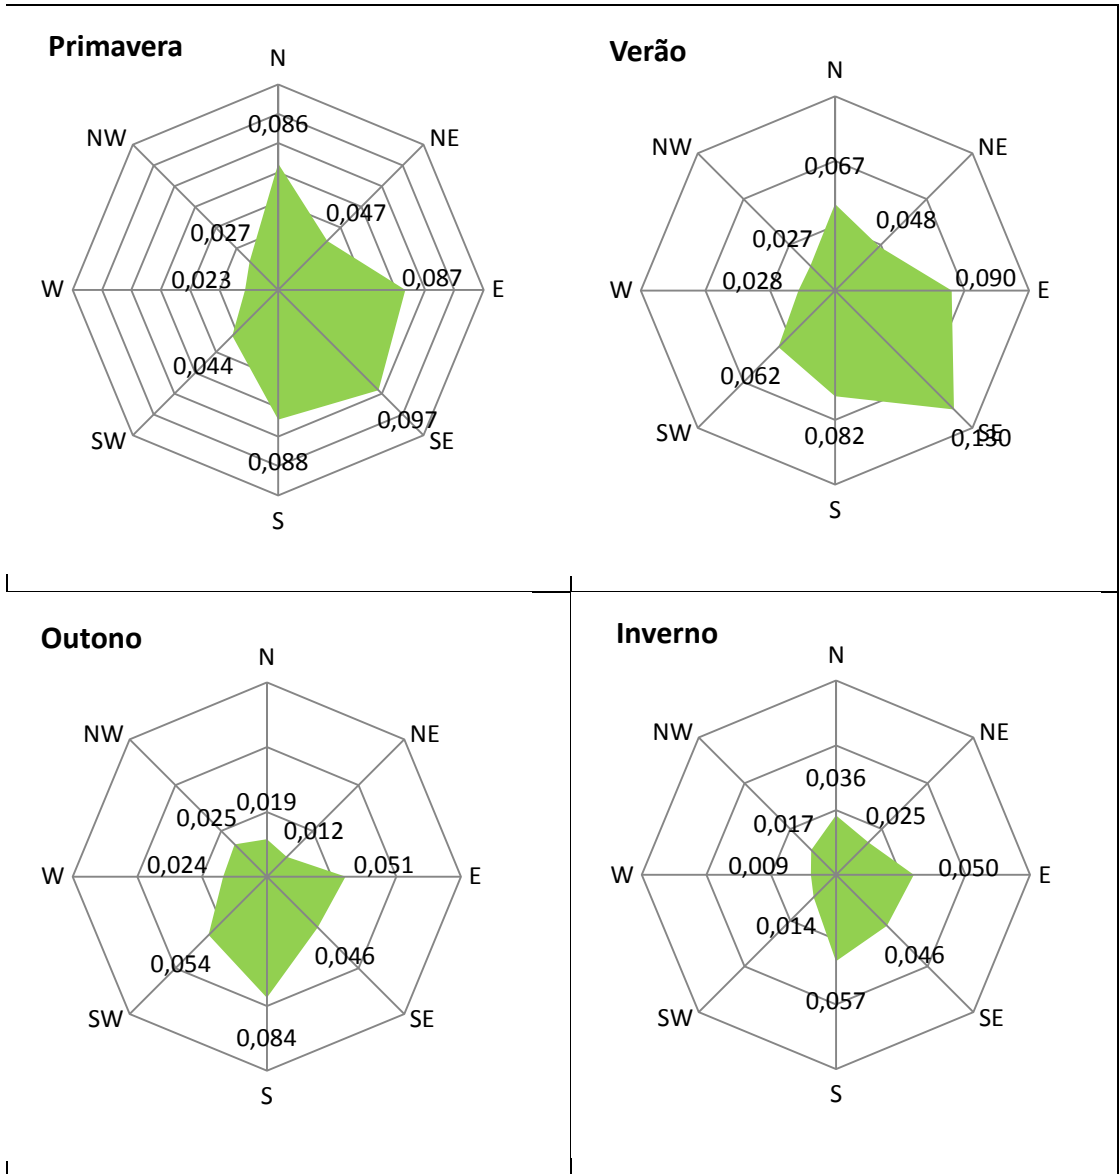 Primavera
N
NW
NE
0,086
0,027
0,047
W
0,023
0,087
E
0,044
0,097
SW
SE
0,088
S
Verão
N
NW
NE
0,067
0,027
0,048
W
0,028
0,090
E
0,062
SW
0,082
0,130
SE
S
Outono
N
NW
NE
0,019
0,025
0,012
W
0,024
0,051
E
0,054
0,046
SW
SE
0,084
S
Inverno
N
NW
NE
0,036
0,017
0,025
W
0,009
0,050
E
0,014
0,046
SW
SE
0,057
S